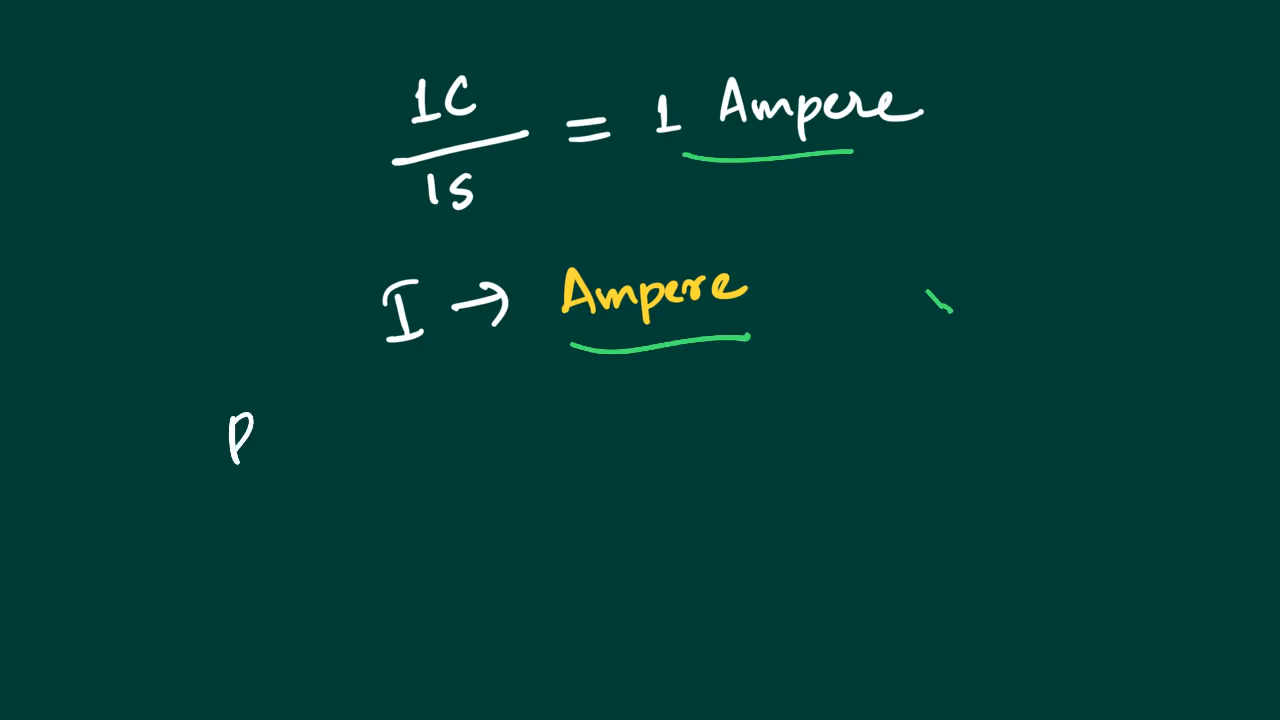 1C/1S = 1 Ampere
I → Ampere
P